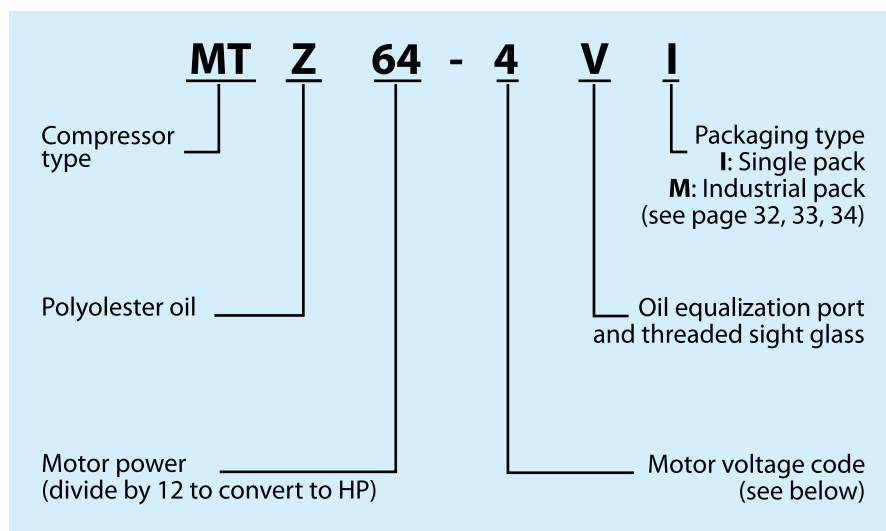 MT Z 64 - 4 V I
Compressor
type
Packaging type
I: Single pack
M: Industrial pack
(see page 32, 33, 34)
Polyolester oil
Oil equalization port
and threaded sight glass
Motor power
(divide by 12 to convert to HP)
Motor voltage code
(see below)